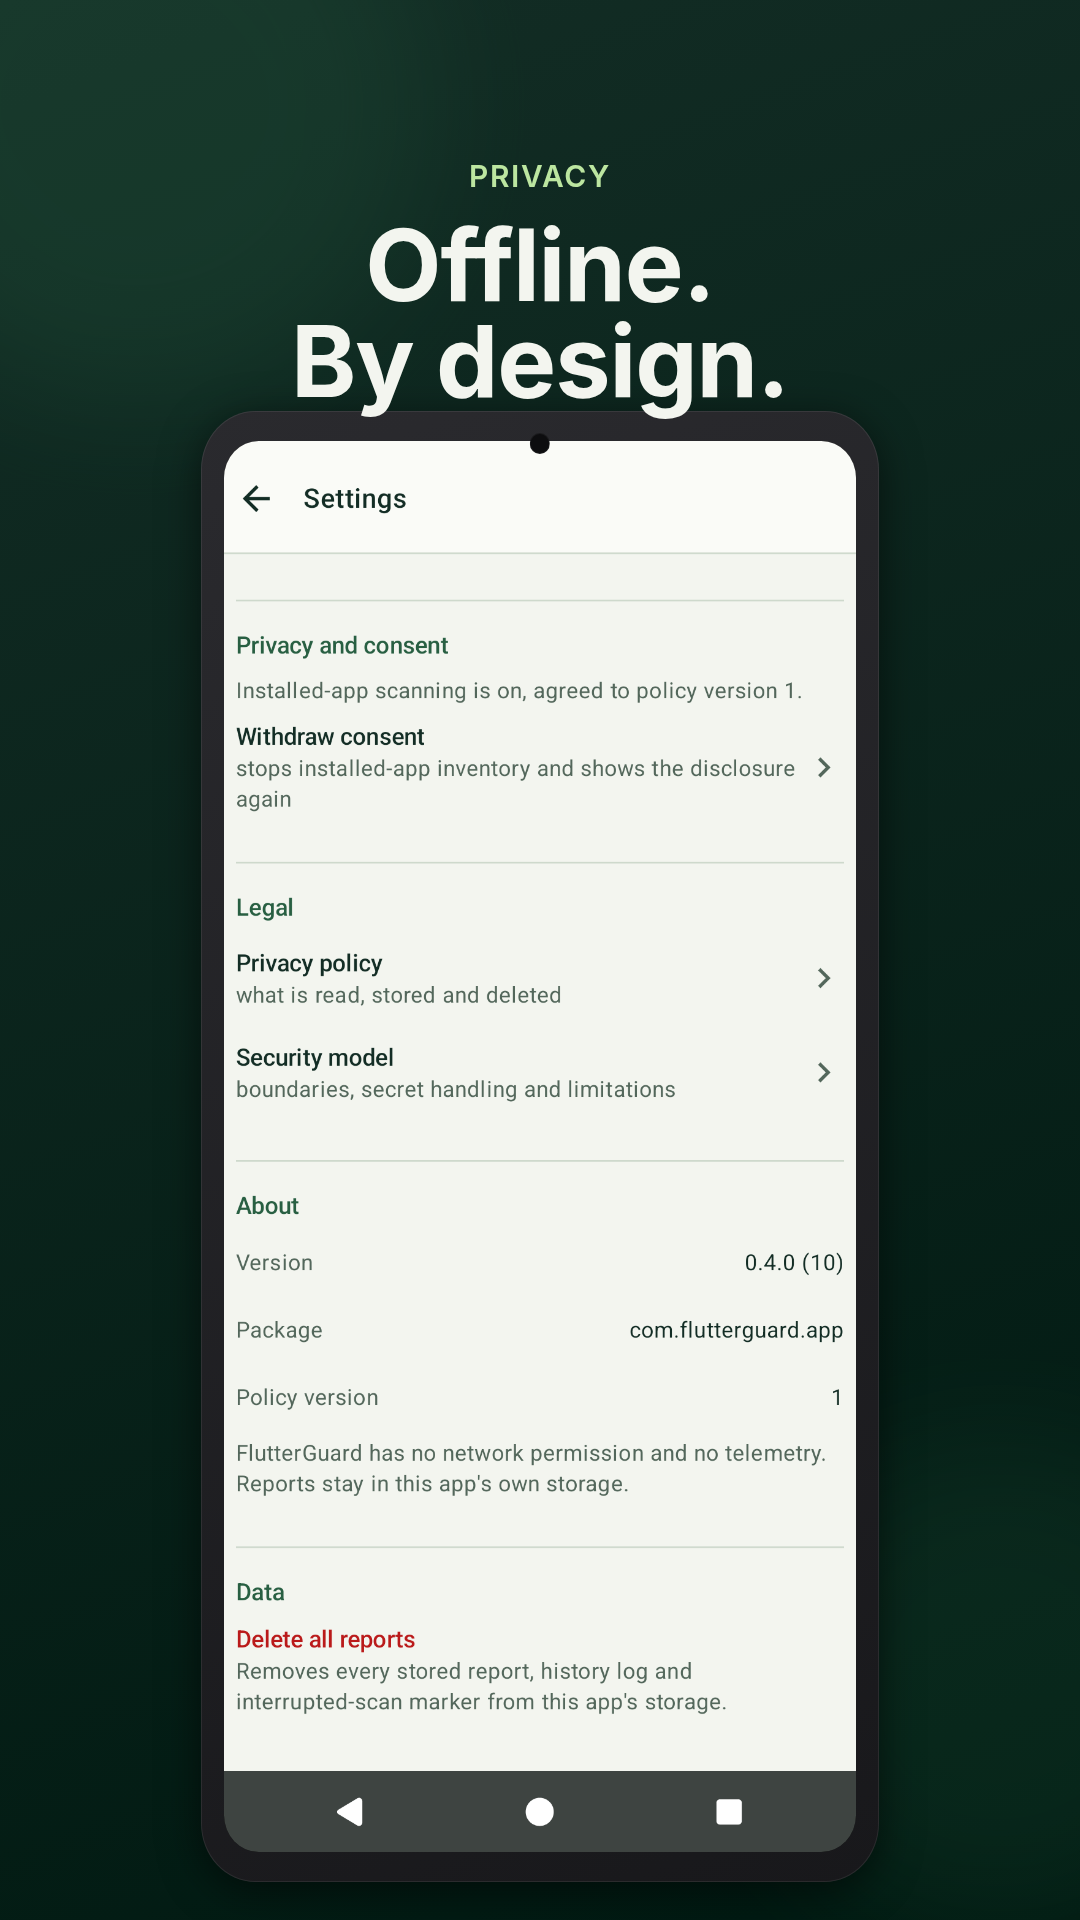 PRIVACY
Offline.
By design.
Settings
Privacy and consent
Installed-app scanning is on, agreed to policy version 1.
Withdraw consent
stops installed-app inventory and shows the disclosure
again
Legal
Privacy policy
what is read, stored and deleted
Security model
boundaries, secret handling and limitations
About
Version 0.4.0 (10)
Package com.flutterguard.app
Policy version 1
FlutterGuard has no network permission and no telemetry.
Reports stay in this app's own storage.
Data
Delete all reports
Removes every stored report, history log and
interrupted-scan marker from this app's storage.